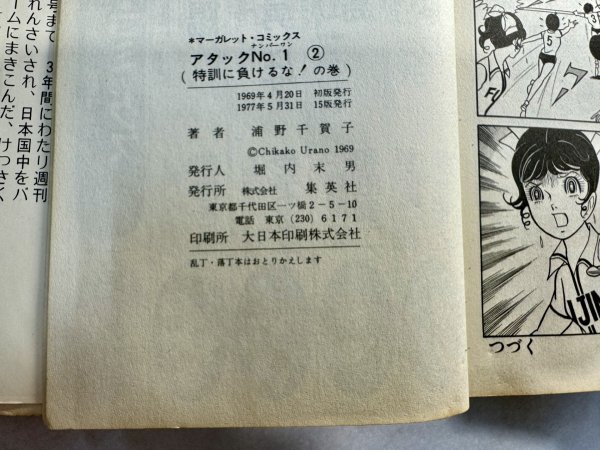 号まで 3年間にわたり週刊
れんさいされ、日本国中をバ
ームにまきこんだ、けっさく
*マーガレット・コミックス
ナンバーワン
アタックNo.1 ②
(特訓に負けるな!の巻)
1969年4月20日 初版発行
1977年5月31日 15版発行
著者 浦野千賀子
©Chikako Urano 1969
発行人 堀内末男
発行所 株式会社 集英社
東京都千代田区一ツ橋2-5-10
電話 東京(230)6171
印刷所 大日本印刷株式会社
乱丁・落丁本はおとりかえします
5
3
FU
JIN
つづく